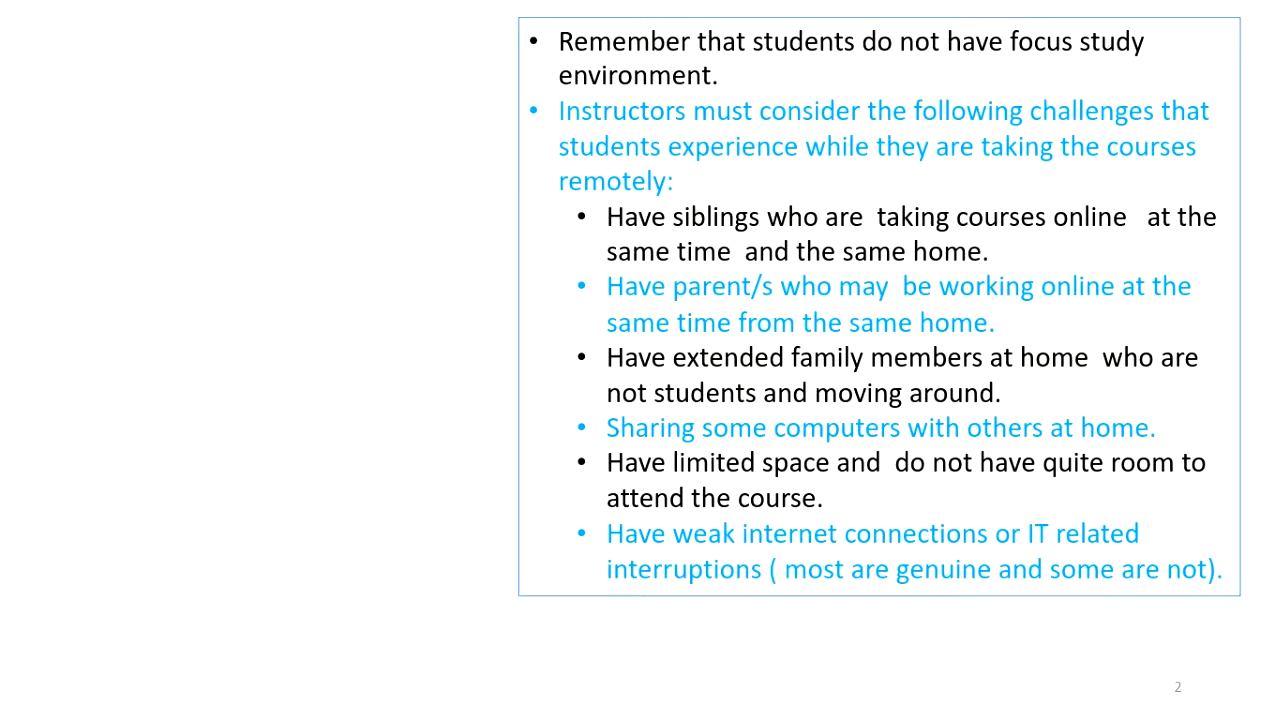 • Remember that students do not have focus study
environment.
• Instructors must consider the following challenges that
students experience while they are taking the courses
remotely:
• Have siblings who are  taking courses online   at the
same time  and the same home.
• Have parent/s who may  be working online at the
same time from the same home.
• Have extended family members at home  who are
not students and moving around.
• Sharing some computers with others at home.
• Have limited space and  do not have quite room to
attend the course.
• Have weak internet connections or IT related
interruptions ( most are genuine and some are not).
2